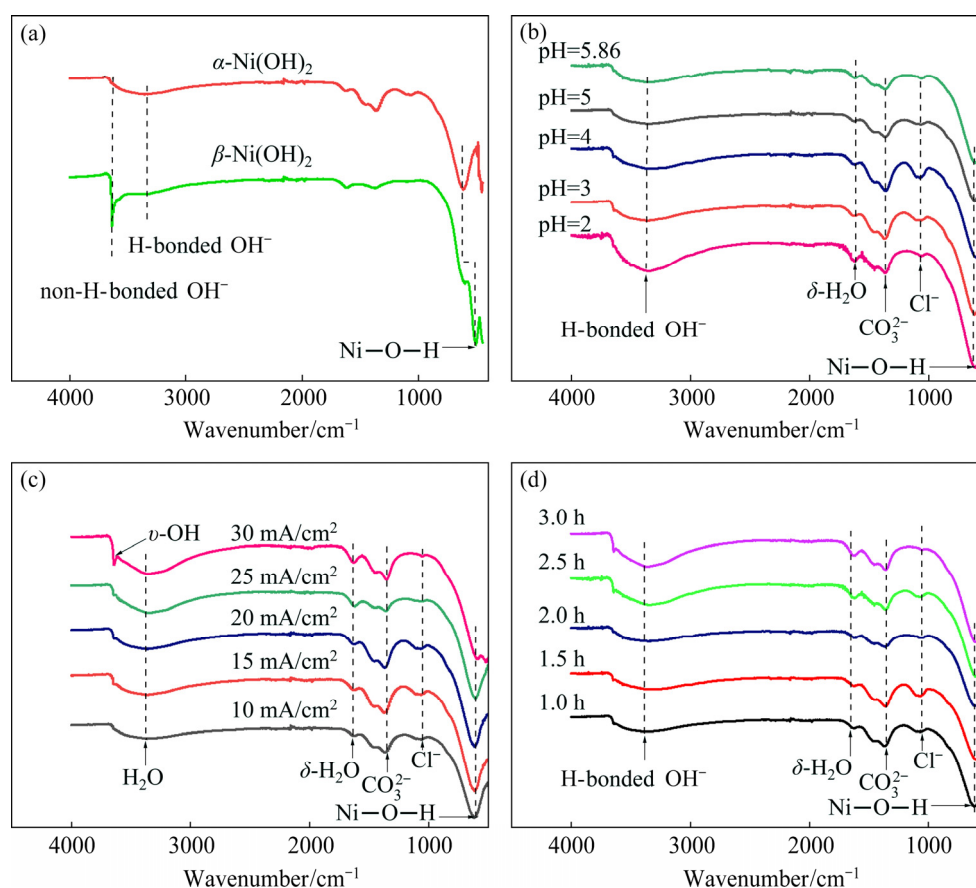 (a)
α-Ni(OH)2
β-Ni(OH)2
H-bonded OH−
non-H-bonded OH−
Ni—O—H
4000 3000 2000 1000
Wavenumber/cm−1
(b)
pH=5.86
pH=5
pH=4
pH=3
pH=2
δ-H2O
Cl−
CO32−
H-bonded OH−
Ni—O—H
4000 3000 2000 1000
Wavenumber/cm−1
(c)
υ-OH
30 mA/cm2
25 mA/cm2
20 mA/cm2
15 mA/cm2
10 mA/cm2
H2O
δ-H2O
CO32−
Cl−
Ni—O—H
4000 3000 2000 1000
Wavenumber/cm−1
(d)
3.0 h
2.5 h
2.0 h
1.5 h
1.0 h
δ-H2O
Cl−
CO32−
H-bonded OH−
Ni—O—H
4000 3000 2000 1000
Wavenumber/cm−1